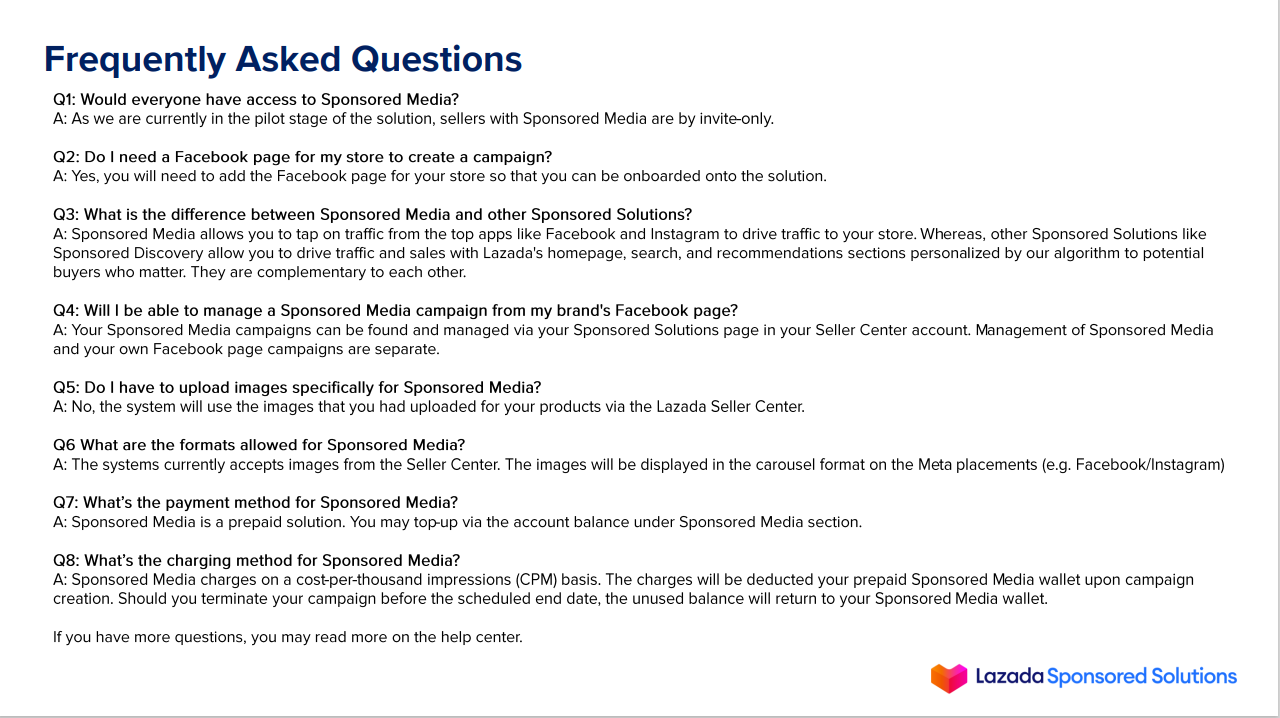 Frequently Asked Questions
Q1: Would everyone have access to Sponsored Media?
A: As we are currently in the pilot stage of the solution, sellers with Sponsored Media are by invite-only.
Q2: Do I need a Facebook page for my store to create a campaign?
A: Yes, you will need to add the Facebook page for your store so that you can be onboarded onto the solution.
Q3: What is the difference between Sponsored Media and other Sponsored Solutions?
A: Sponsored Media allows you to tap on traffic from the top apps like Facebook and Instagram to drive traffic to your store. Whereas, other Sponsored Solutions like
Sponsored Discovery allow you to drive traffic and sales with Lazada's homepage, search, and recommendations sections personalized by our algorithm to potential
buyers who matter. They are complementary to each other.
Q4: Will I be able to manage a Sponsored Media campaign from my brand's Facebook page?
A: Your Sponsored Media campaigns can be found and managed via your Sponsored Solutions page in your Seller Center account. Management of Sponsored Media
and your own Facebook page campaigns are separate.
Q5: Do I have to upload images specifically for Sponsored Media?
A: No, the system will use the images that you had uploaded for your products via the Lazada Seller Center.
Q6 What are the formats allowed for Sponsored Media?
A: The systems currently accepts images from the Seller Center. The images will be displayed in the carousel format on the Meta placements (e.g. Facebook/Instagram)
Q7: What’s the payment method for Sponsored Media?
A: Sponsored Media is a prepaid solution. You may top-up via the account balance under Sponsored Media section.
Q8: What’s the charging method for Sponsored Media?
A: Sponsored Media charges on a cost-per-thousand impressions (CPM) basis. The charges will be deducted your prepaid Sponsored Media wallet upon campaign
creation. Should you terminate your campaign before the scheduled end date, the unused balance will return to your Sponsored Media wallet.
If you have more questions, you may read more on the help center.
Lazada Sponsored Solutions